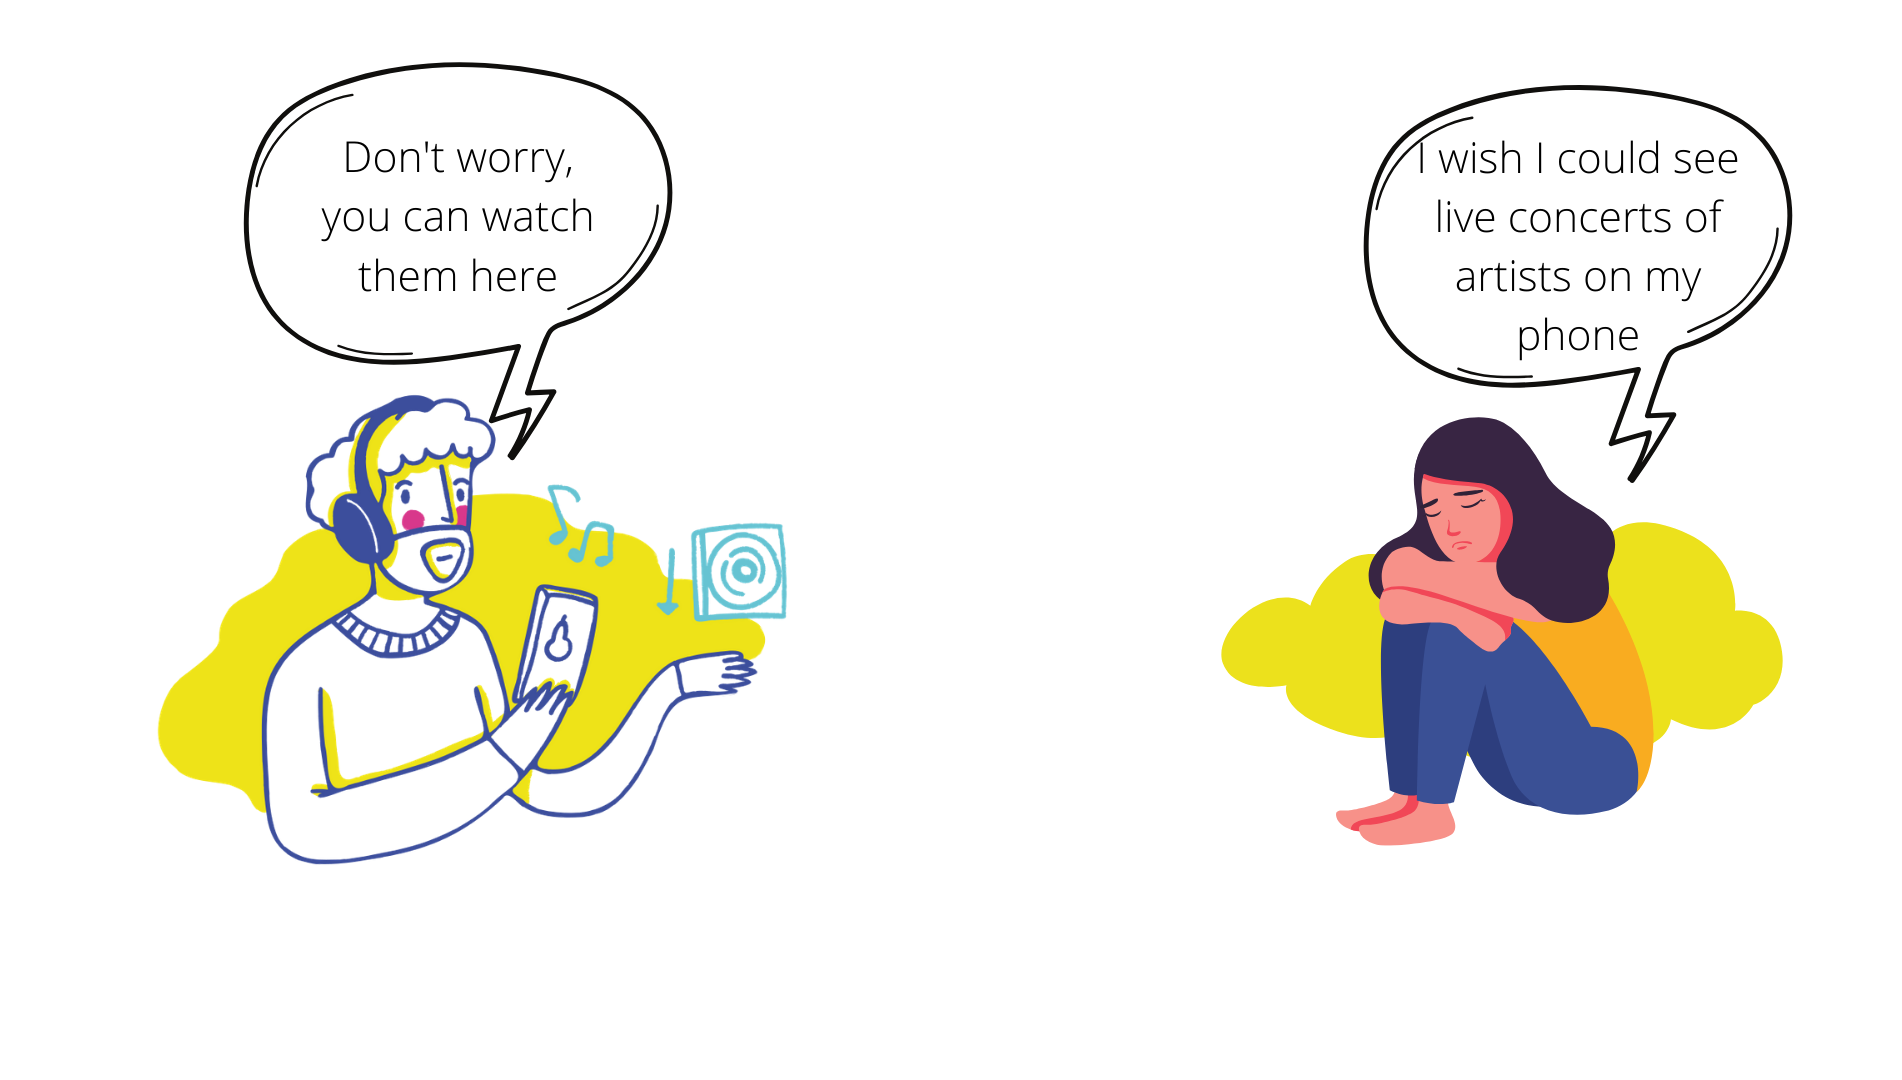 Don't worry,
you can watch
them here
I wish I could see
live concerts of
artists on my
phone